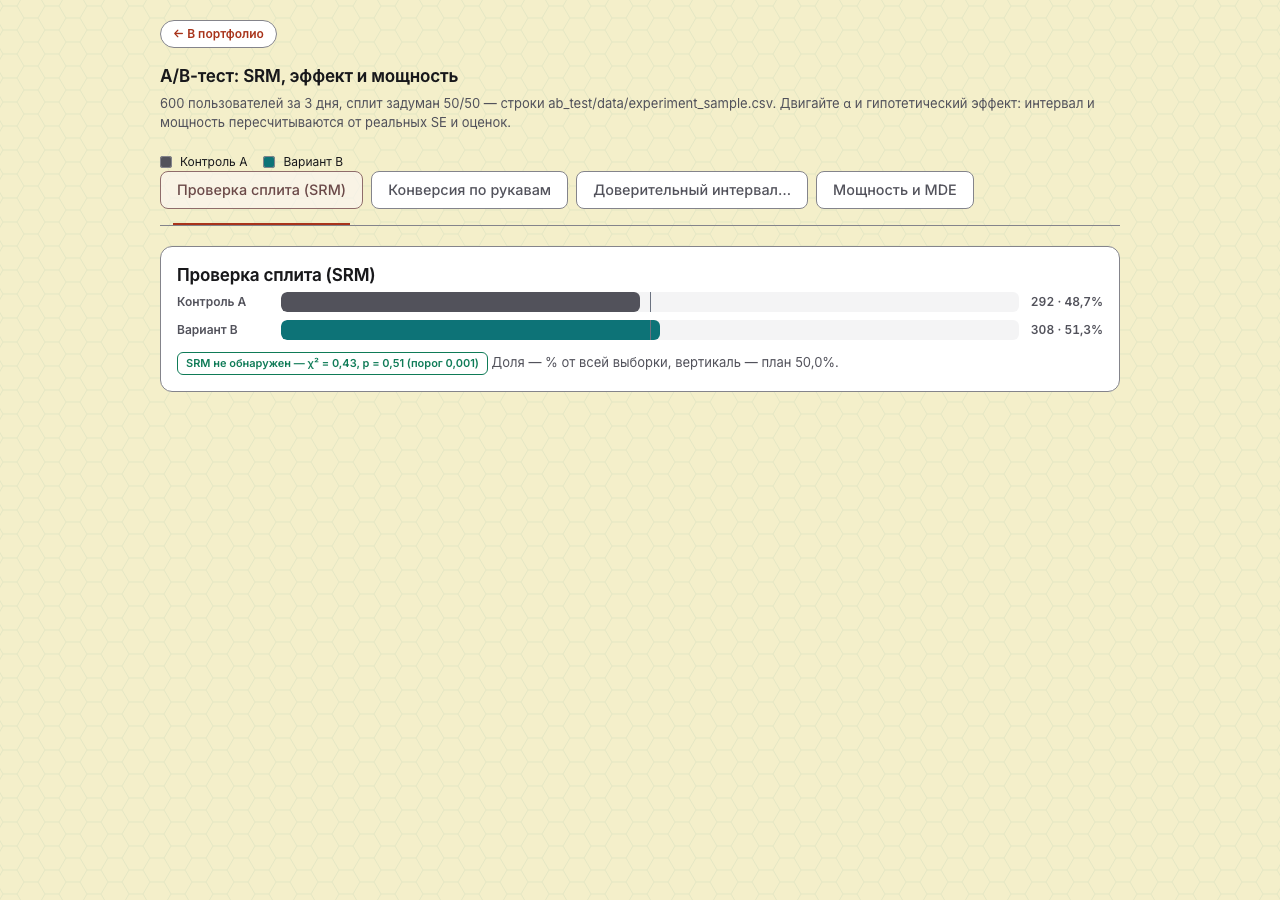 ← В портфолио
A/B-тест: SRM, эффект и мощность
600 пользователей за 3 дня, сплит задуман 50/50 — строки ab_test/data/experiment_sample.csv. Двигайте α и гипотетический эффект: интервал и
мощность пересчитываются от реальных SE и оценок.
Контроль A Вариант B
Проверка сплита (SRM) Конверсия по рукавам Доверительный интервал… Мощность и MDE
Проверка сплита (SRM)
Контроль A 292 · 48,7%
Вариант B 308 · 51,3%
SRM не обнаружен — χ² = 0,43, p = 0,51 (порог 0,001) Доля — % от всей выборки, вертикаль — план 50,0%.